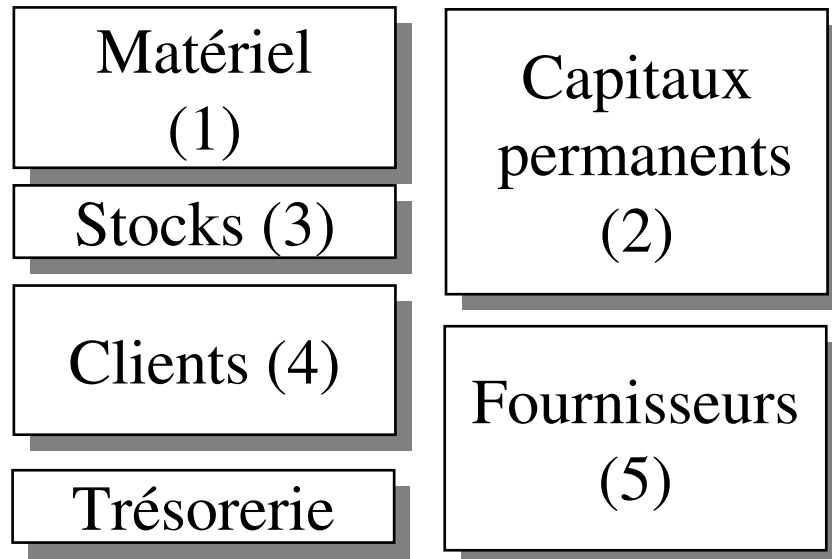 Matériel
(1)
Stocks (3)
Clients (4)
Trésorerie
Capitaux
permanents
(2)
Fournisseurs
(5)